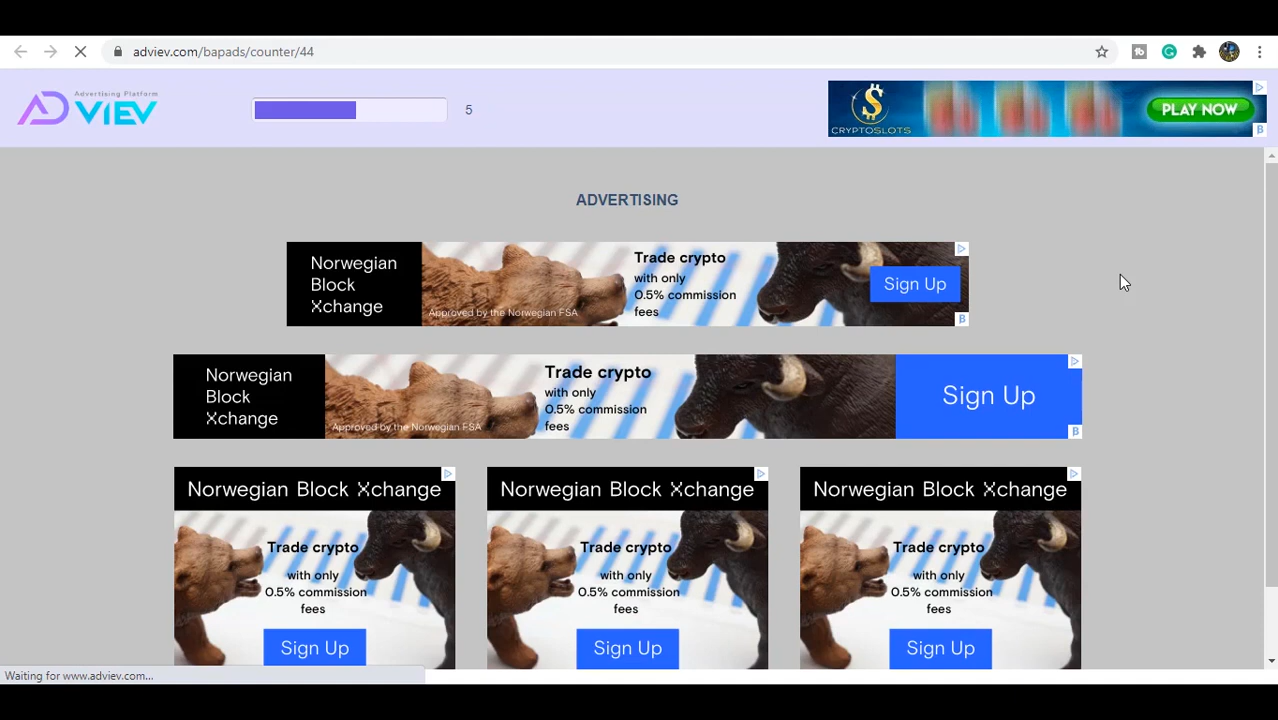 adviev.com/bapads/counter/44
Advertising Platform
ADVIEV
5
CRYPTOSLOTS
PLAY NOW
ADVERTISING
Norwegian
Block
Xchange
Approved by the Norwegian FSA
Trade crypto
with only
0.5% commission
fees
Sign Up
Norwegian
Block
Xchange
Approved by the Norwegian FSA
Trade crypto
with only
0.5% commission
fees
Sign Up
Norwegian Block Xchange
Trade crypto
with only
0.5% commission
fees
Sign Up
Norwegian Block Xchange
Trade crypto
with only
0.5% commission
fees
Sign Up
Norwegian Block Xchange
Trade crypto
with only
0.5% commission
fees
Sign Up
Waiting for www.adviev.com...